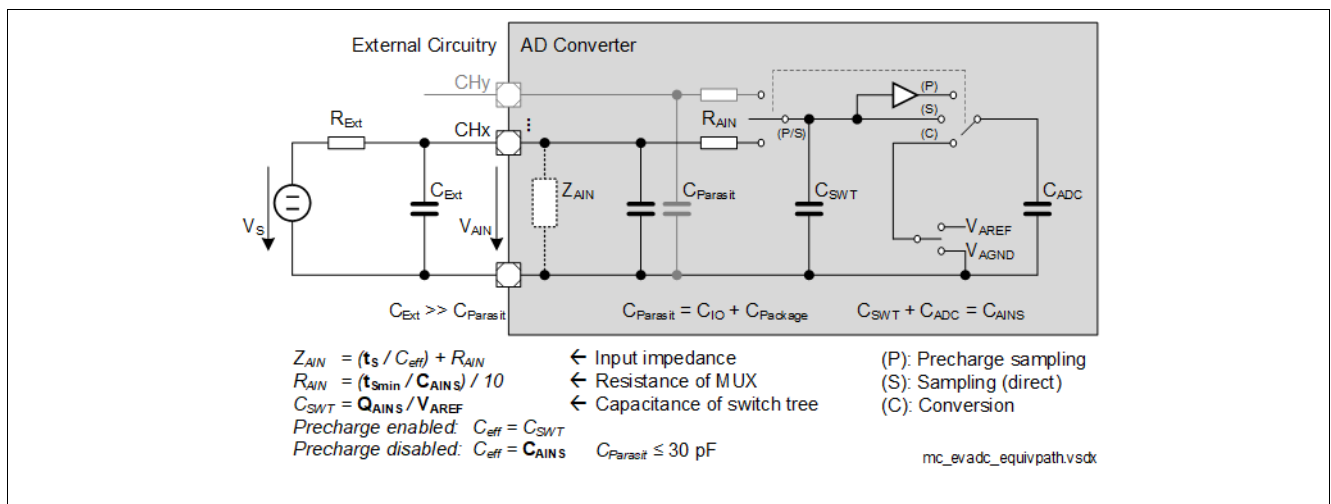 External Circuitry
AD Converter
CHy
RExt
CHx
⋮
RAIN
(P/S)
(P)
(S)
(C)
CExt
ZAIN
CParasit
CSWT
CADC
VS
VAIN
VAREF
VAGND
CExt >> CParasit
CParasit = CIO + CPackage
CSWT + CADC = CAINS
ZAIN = (tS / Ceff) + RAIN ← Input impedance (P): Precharge sampling
RAIN = (tSmin / CAINS) / 10 ← Resistance of MUX (S): Sampling (direct)
CSWT = QAINS / VAREF ← Capacitance of switch tree (C): Conversion
Precharge enabled: Ceff = CSWT
Precharge disabled: Ceff = CAINS CParasit ≤ 30 pF
mc_evadc_equivpath.vsdx